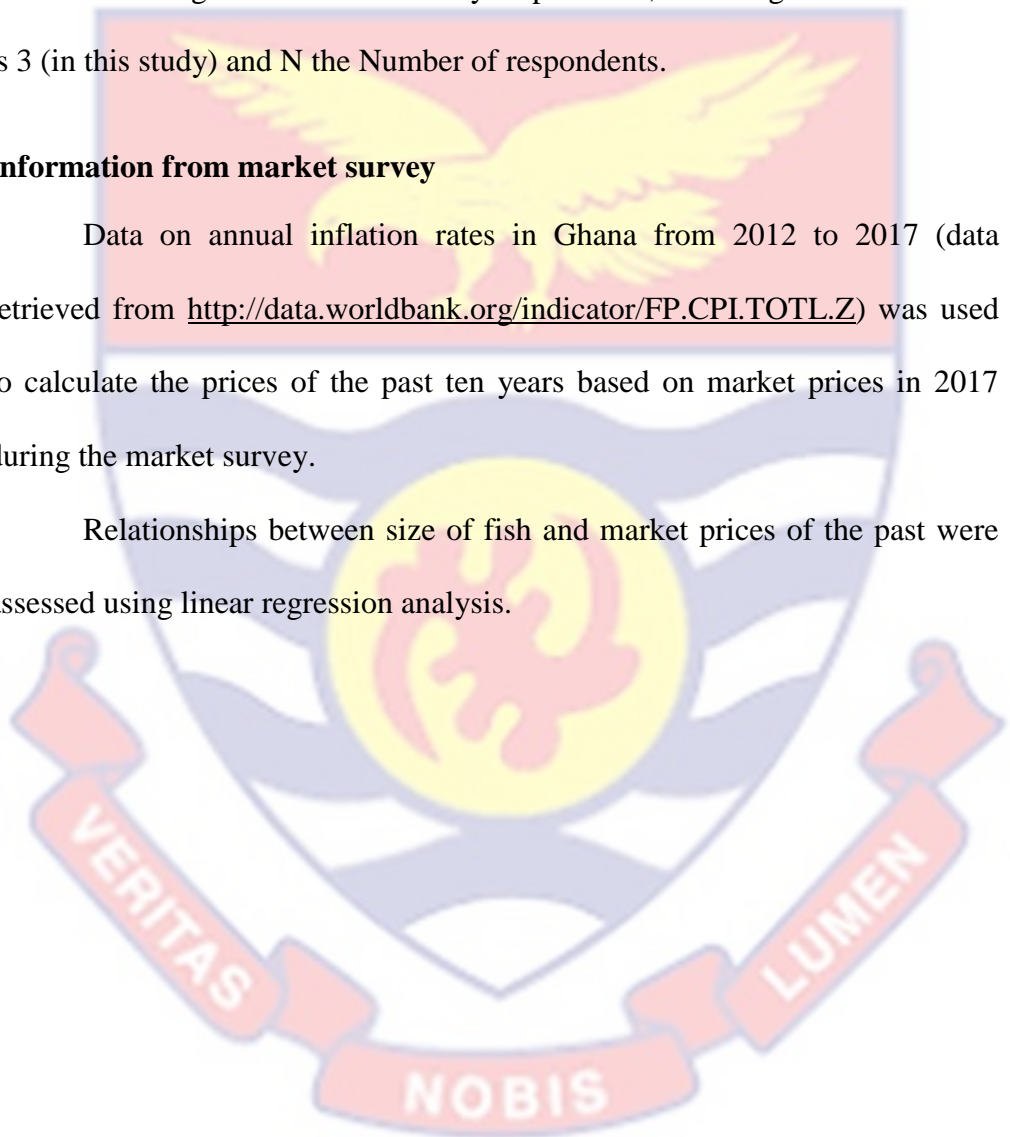 s 3 (in this study) and N the Number of respondents.
nformation from market survey
Data on annual inflation rates in Ghana from 2012 to 2017 (data
etrieved from http://data.worldbank.org/indicator/FP.CPI.TOTL.Z) was used
o calculate the prices of the past ten years based on market prices in 2017
during the market survey.
Relationships between size of fish and market prices of the past were
assessed using linear regression analysis.
VERITAS
NOBIS
LUMEN